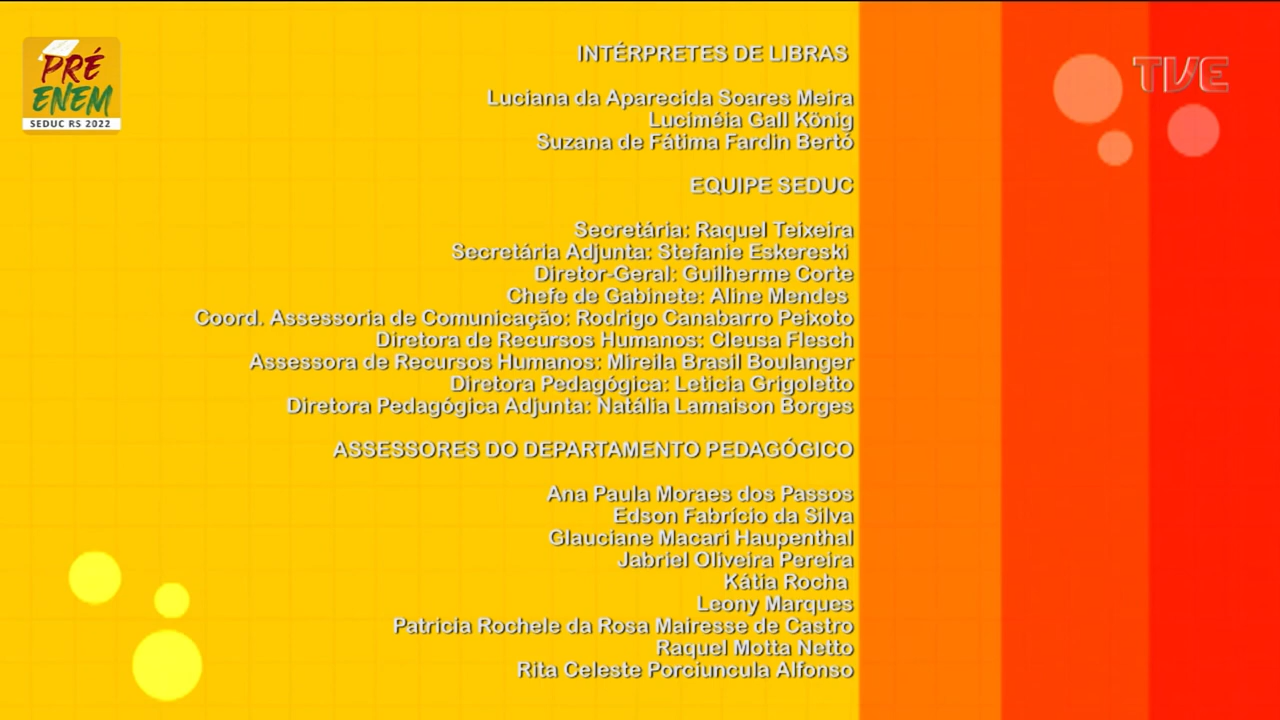 PRÉ
ENEM
SEDUC RS 2022
TVE
INTÉRPRETES DE LIBRAS
Luciana da Aparecida Soares Meira
Luciméia Gall König
Suzana de Fátima Fardin Bertó
EQUIPE SEDUC
Secretária: Raquel Teixeira
Secretária Adjunta: Stefanie Eskereski
Diretor-Geral: Guilherme Corte
Chefe de Gabinete: Aline Mendes
Coord. Assessoria de Comunicação: Rodrigo Canabarro Peixoto
Diretora de Recursos Humanos: Cleusa Flesch
Assessora de Recursos Humanos: Mireila Brasil Boulanger
Diretora Pedagógica: Leticia Grigoletto
Diretora Pedagógica Adjunta: Natália Lamaison Borges
ASSESSORES DO DEPARTAMENTO PEDAGÓGICO
Ana Paula Moraes dos Passos
Edson Fabrício da Silva
Glauciane Macari Haupenthal
Jabriel Oliveira Pereira
Kátia Rocha
Leony Marques
Patricia Rochele da Rosa Mairesse de Castro
Raquel Motta Netto
Rita Celeste Porciuncula Alfonso